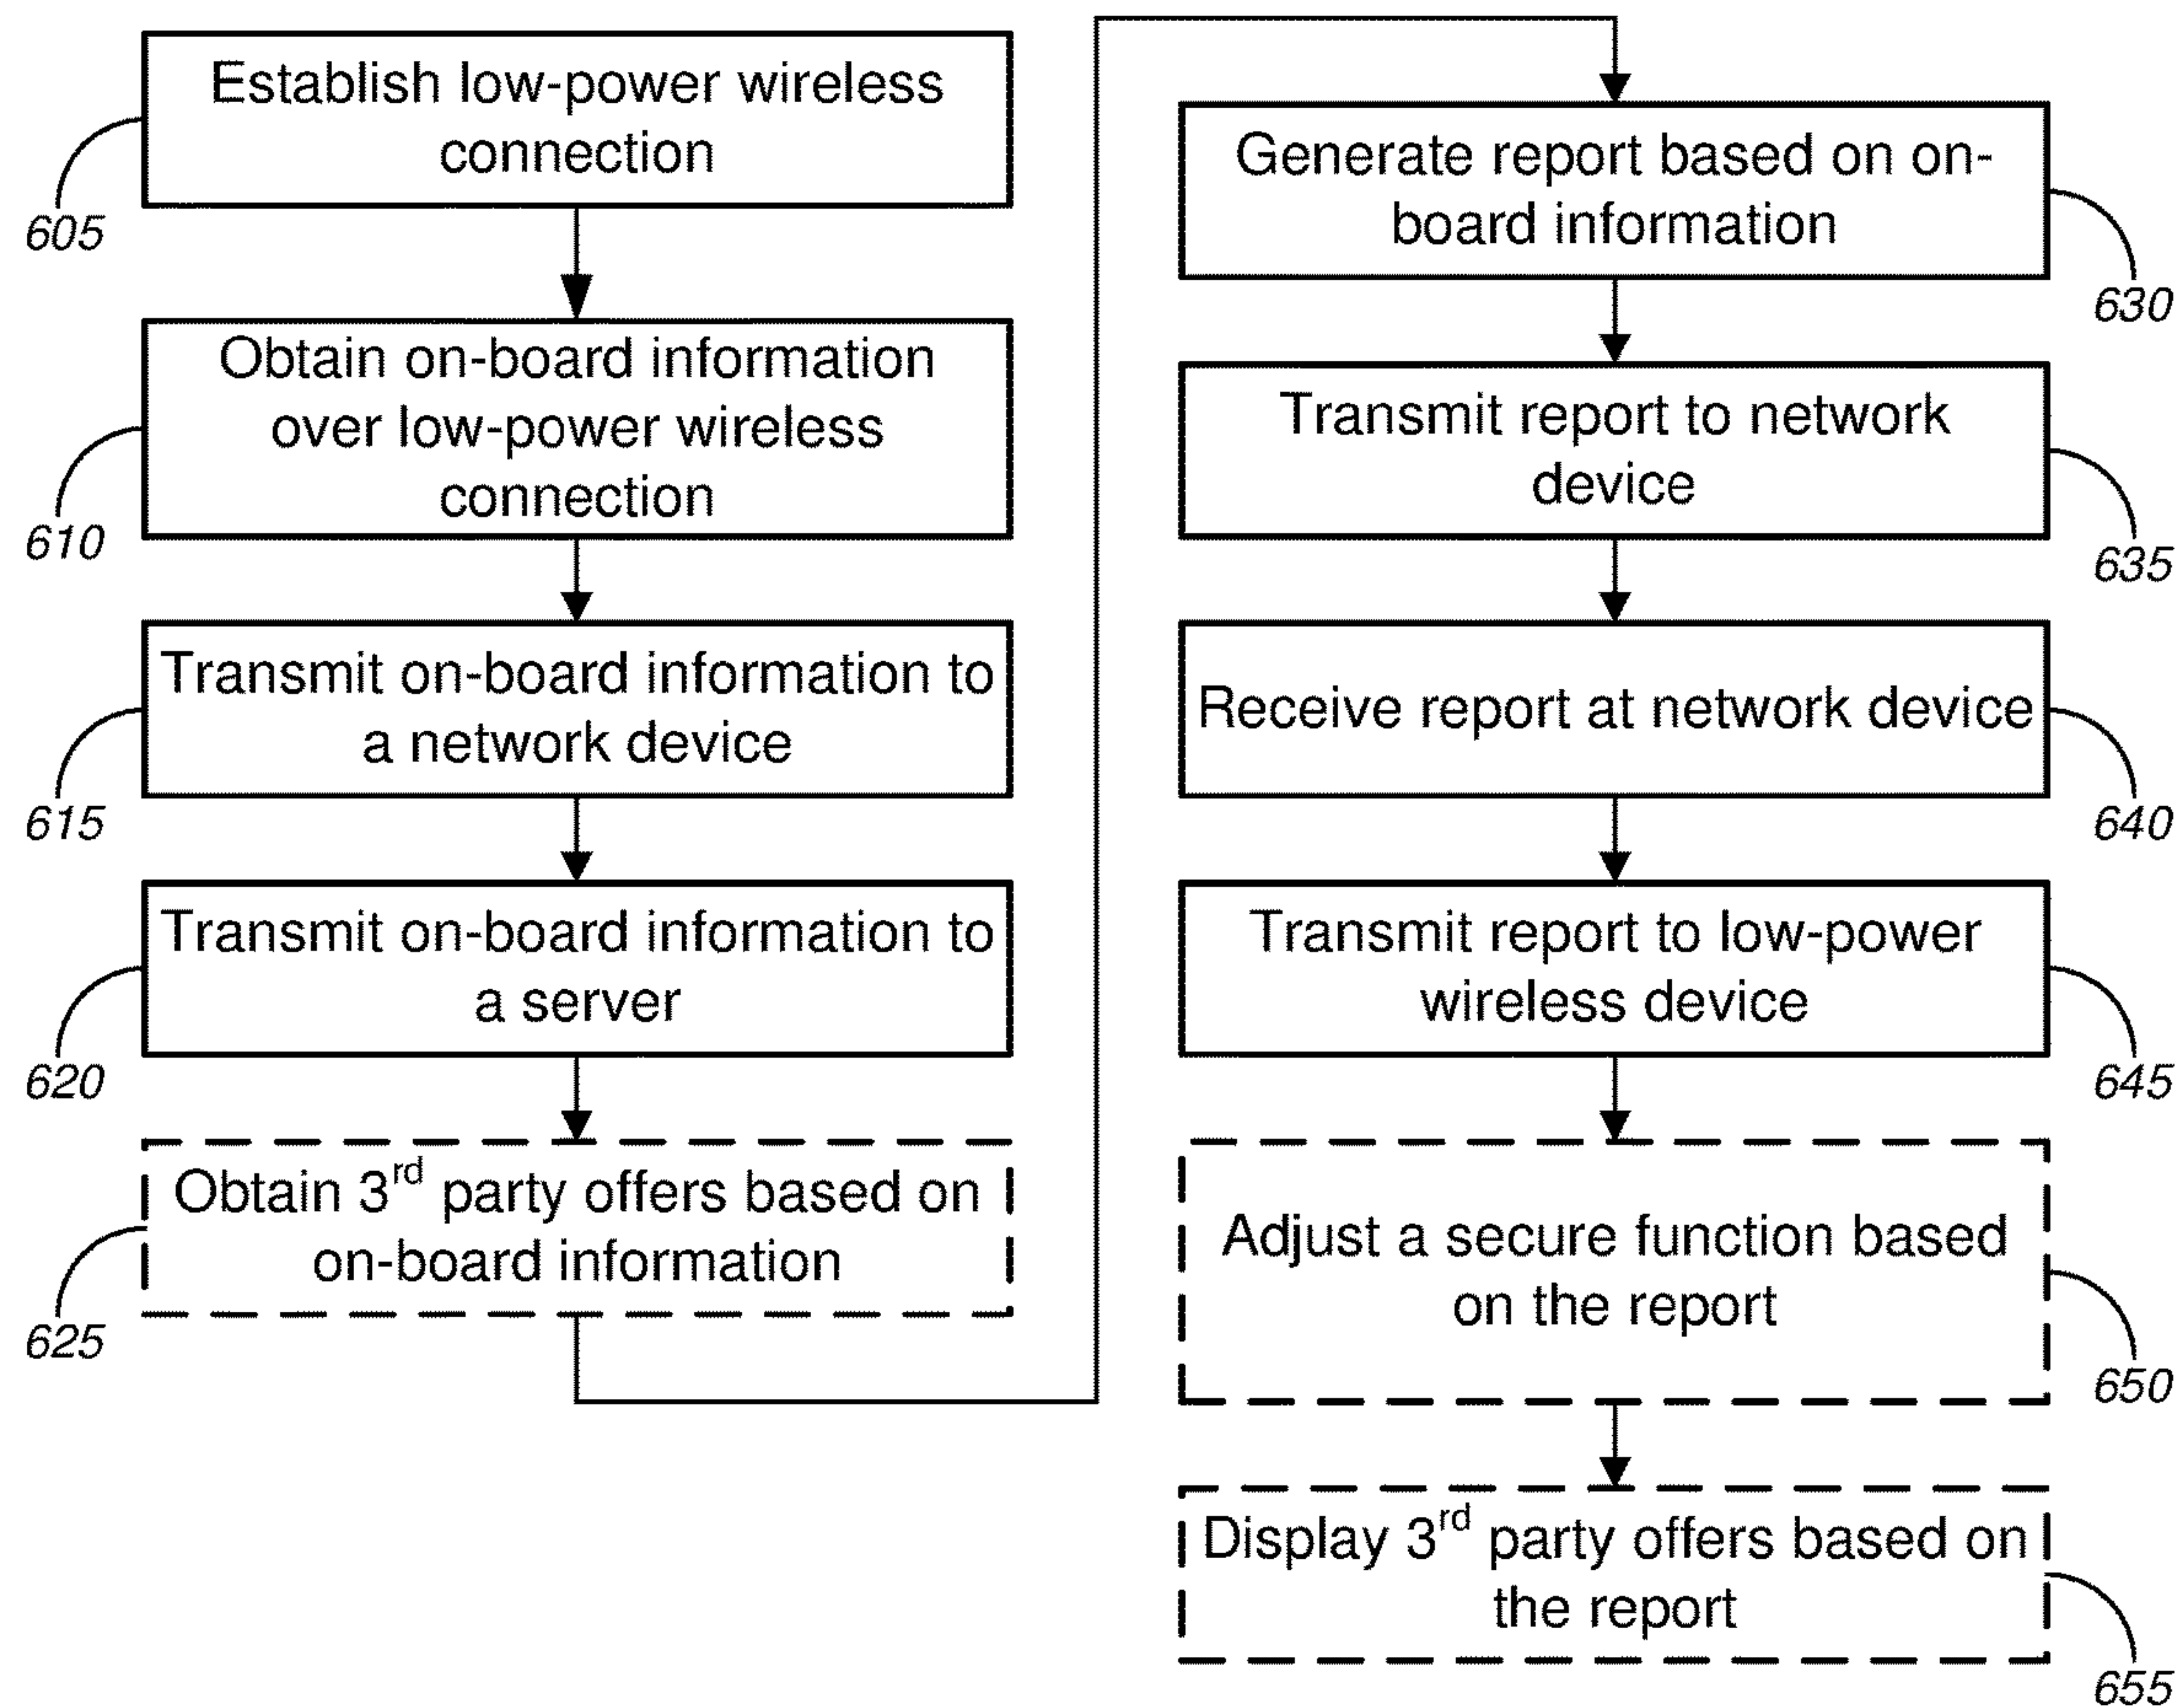 Establish low-power wireless
connection
605
Obtain on-board information
over low-power wireless
connection
610
Transmit on-board information to
a network device
615
Transmit on-board information to
a server
620
Obtain 3rd party offers based on
on-board information
625
Generate report based on on-
board information
630
Transmit report to network
device
635
Receive report at network device
640
Transmit report to low-power
wireless device
645
Adjust a secure function based
on the report
650
Display 3rd party offers based on
the report
655